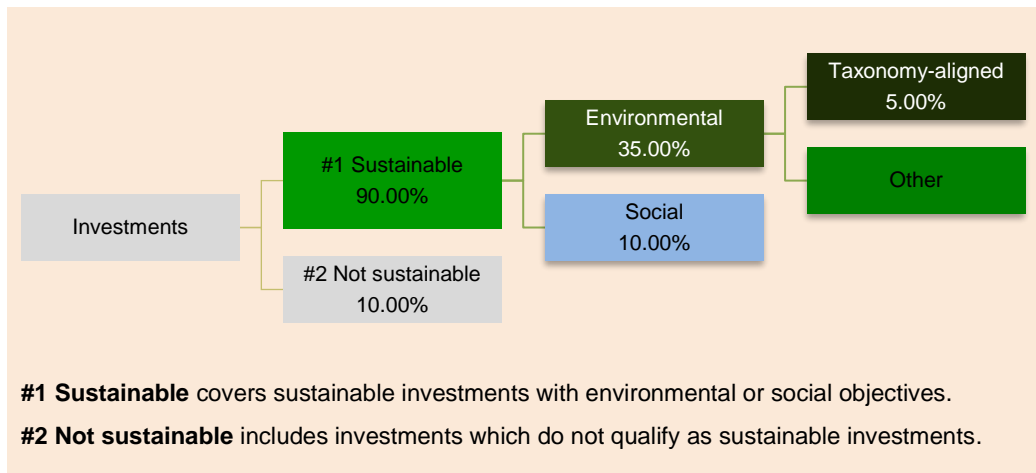 Investments
#1 Sustainable
90.00%
#2 Not sustainable
10.00%
Environmental
35.00%
Social
10.00%
Taxonomy-aligned
5.00%
Other
#1 Sustainable covers sustainable investments with environmental or social objectives.
#2 Not sustainable includes investments which do not qualify as sustainable investments.